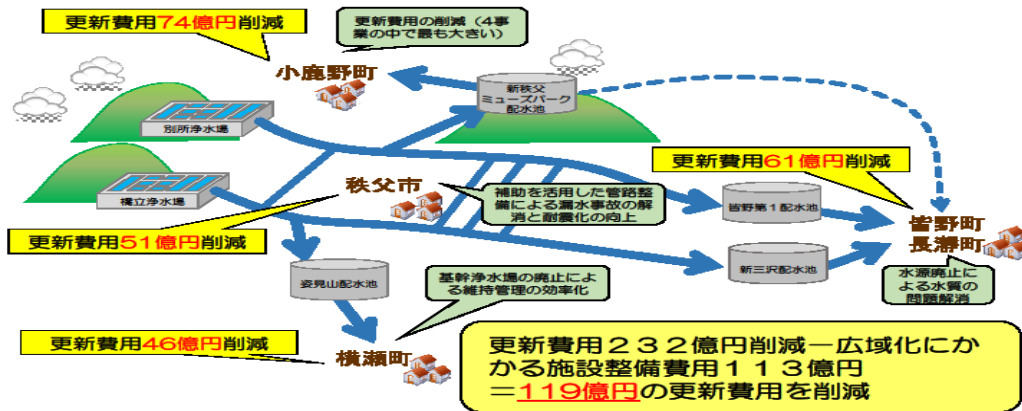 更新費用74億円削減
更新費用の削減（4事
業の中で最も大きい）
小鹿野町
新秩父
ミューズパーク
配水池
別所浄水場
更新費用61億円削減
秩父市
補助を活用した管路整
備による漏水事故の解
消と耐震化の向上
橋立浄水場
皆野第1配水池
皆野町
長瀞町
更新費用51億円削減
新三沢配水池
姿見山配水池
基幹浄水場の廃止によ
る維持管理の効率化
水源廃止に
よる水質の
問題解消
更新費用46億円削減
横瀬町
更新費用２３２億円削減－広域化にか
かる施設整備費用１１３億円
＝119億円の更新費用を削減